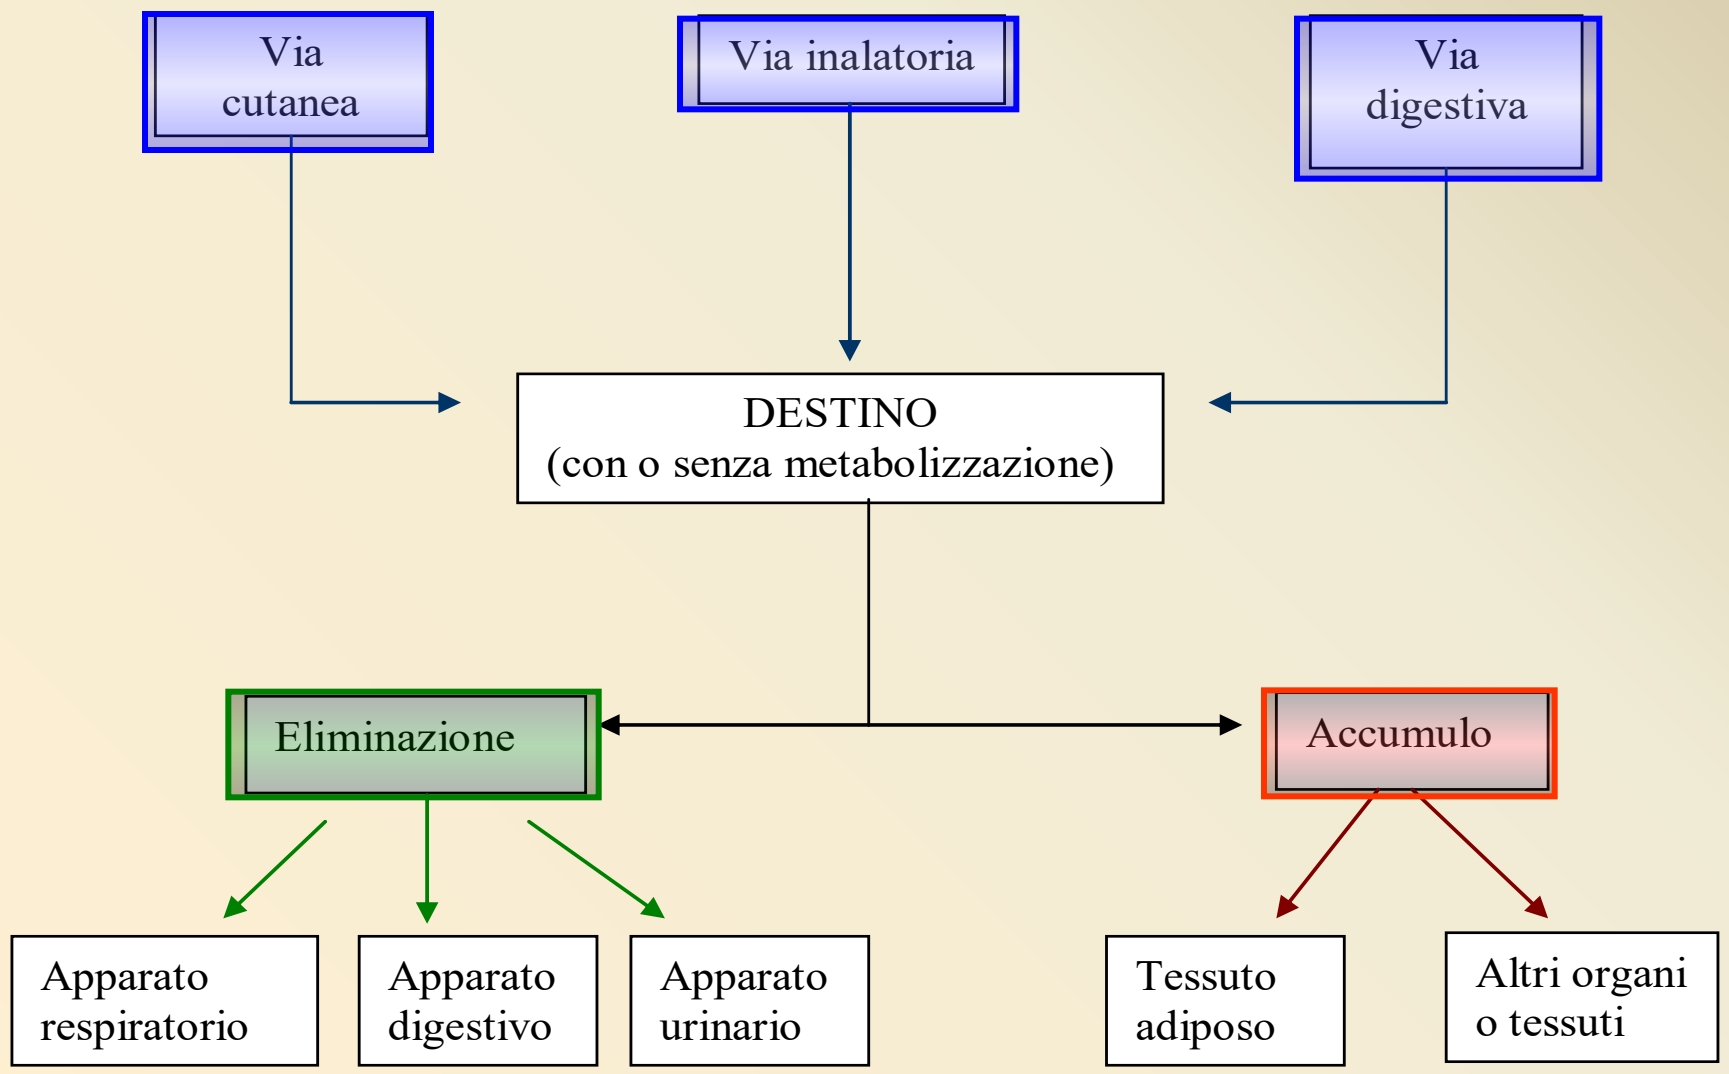 Via
cutanea
Via inalatoria
Via
digestiva
DESTINO
(con o senza metabolizzazione)
Eliminazione
Accumulo
Apparato
respiratorio
Apparato
digestivo
Apparato
urinario
Tessuto
adiposo
Altri organi
o tessuti